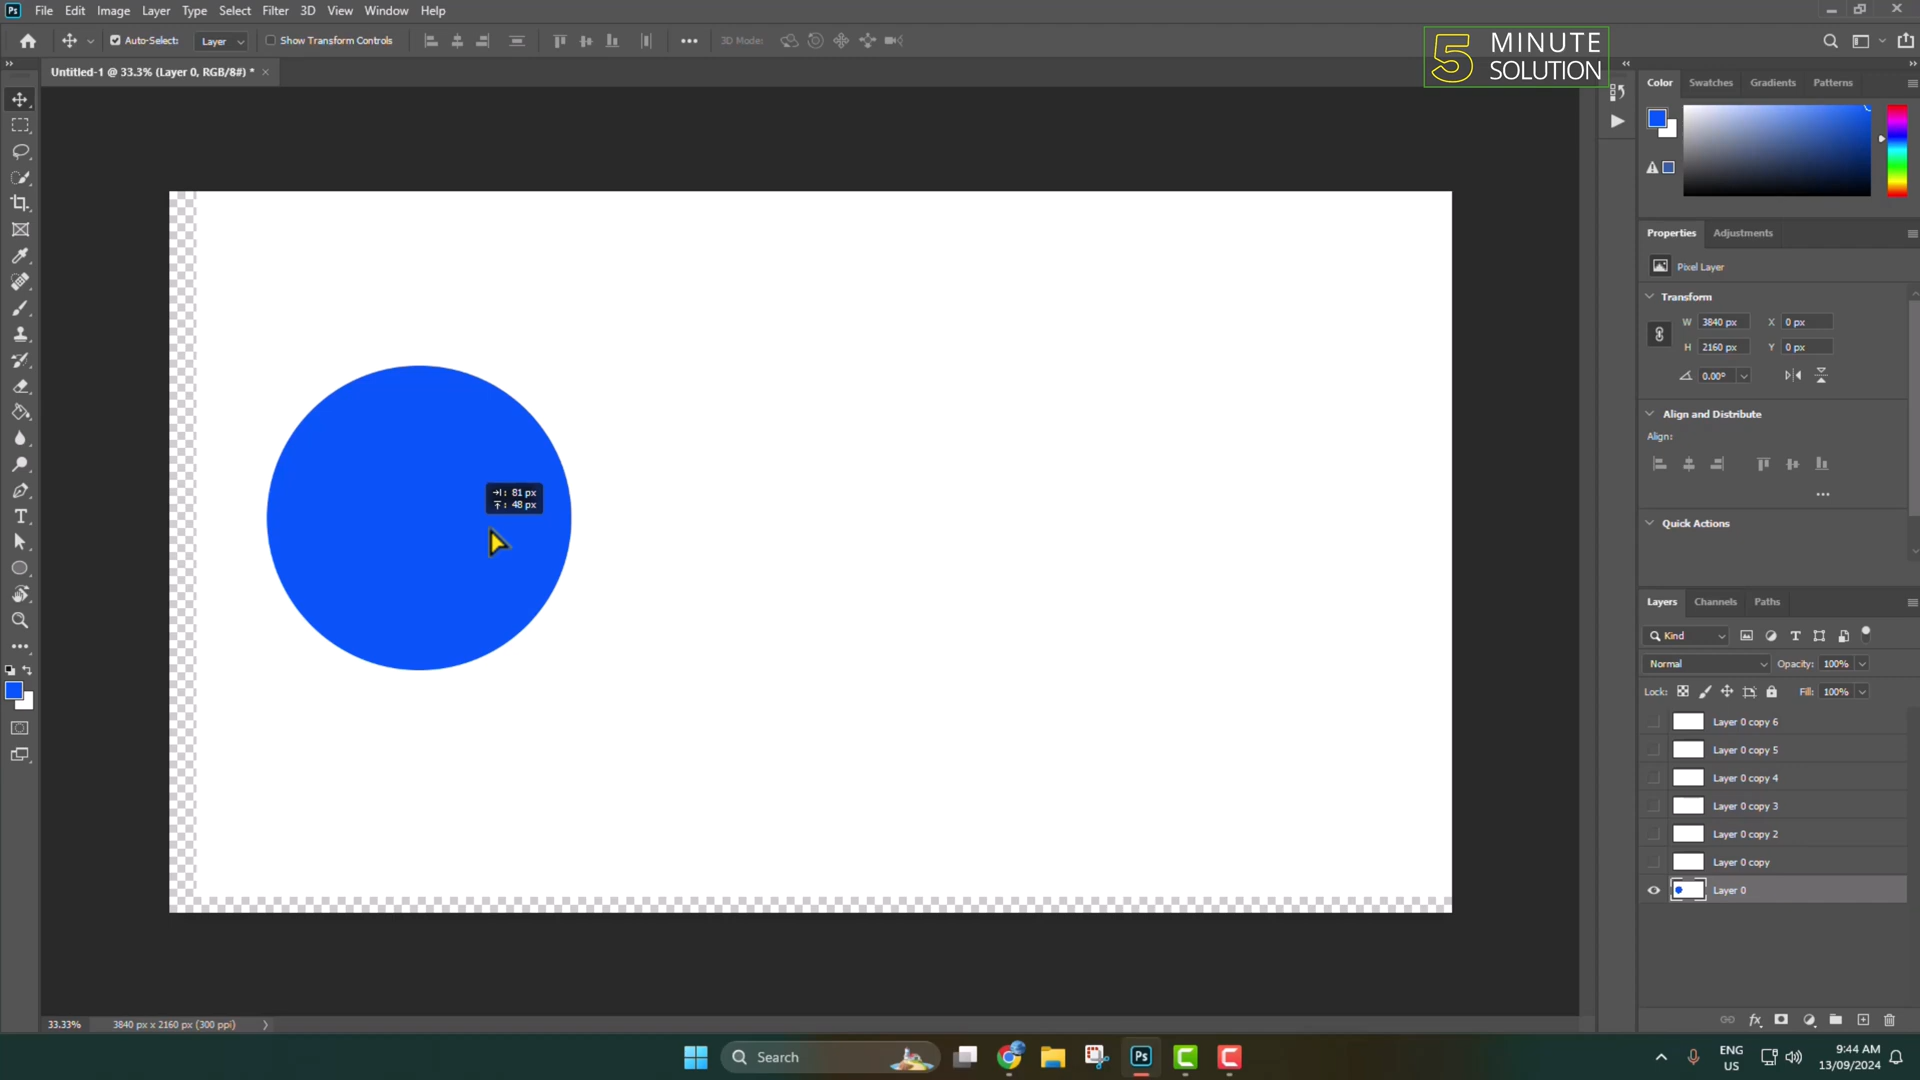 Ps File Edit Image Layer Type Select Filter 3D View Window Help
Auto-Select: Layer Show Transform Controls 3D Mode:
5 MINUTE
SOLUTION
Untitled-1 @ 33.3% (Layer 0, RGB/8#) * ×
Color Swatches Gradients Patterns
Properties Adjustments
Pixel Layer
Transform
W 3840 px X 0 px
H 2160 px Y 0 px
0.00°
Align and Distribute
Align:
81 px
48 px
Quick Actions
Layers Channels Paths
Kind
Normal Opacity: 100%
Lock: Fill: 100%
Layer 0 copy 6
Layer 0 copy 5
Layer 0 copy 4
Layer 0 copy 3
Layer 0 copy 2
Layer 0 copy
Layer 0
33.33% 3840 px x 2160 px (300 ppi)
Search Ps ENG
US 9:44 AM
13/09/2024